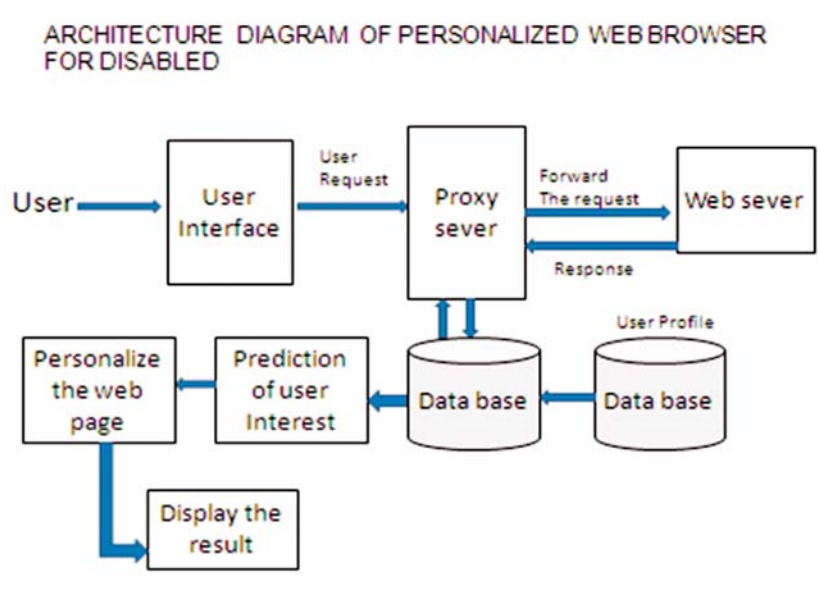 ARCHITECTURE DIAGRAM OF PERSONALIZED WEB BROWSER
FOR DISABLED
User
User
Interface
User
Request
Proxy
sever
Forward
The request
Web sever
Response
User Profile
Personalize
the web
page
Prediction
of user
Interest
Data base
Data base
Display the
result